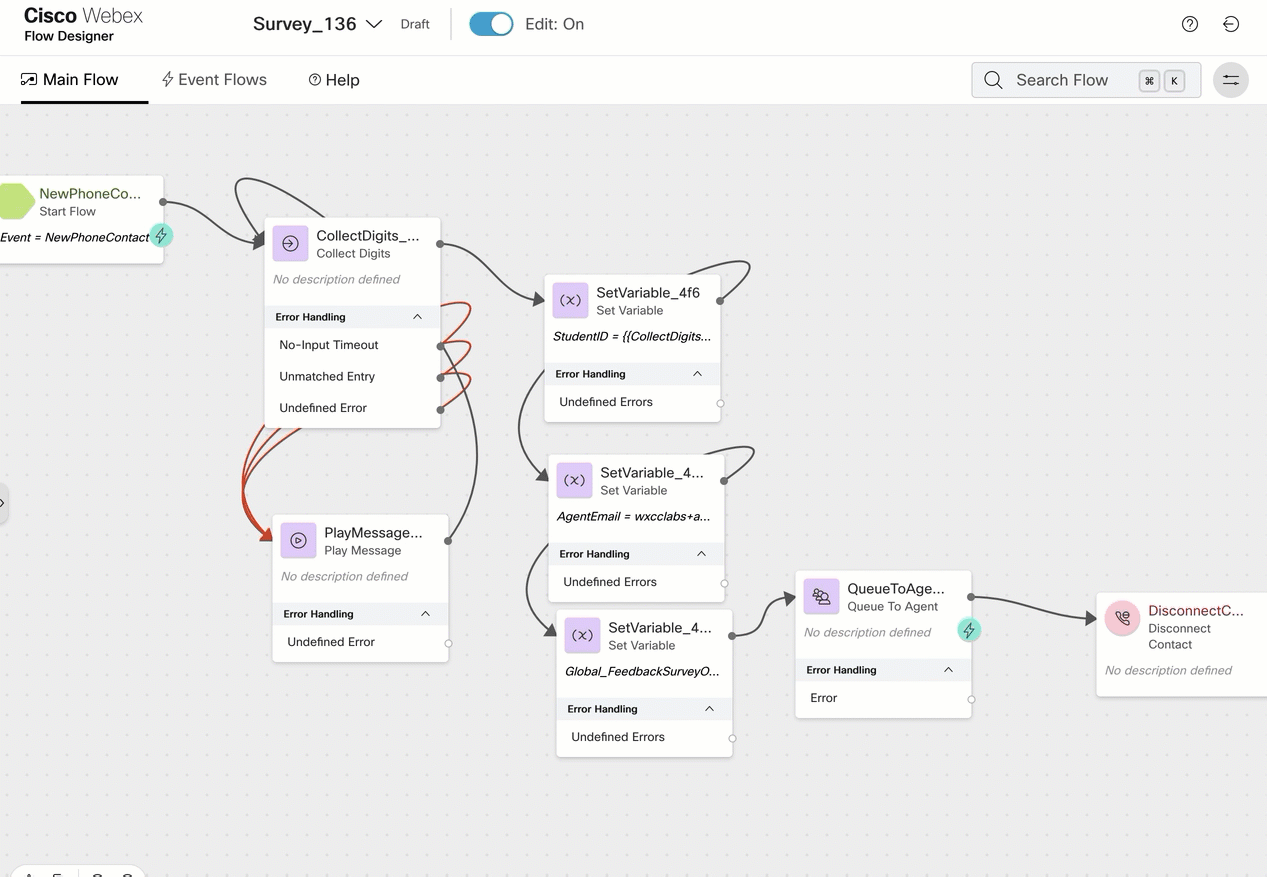 Cisco Webex
Flow Designer
Survey_136
Draft
Edit: On
Main Flow
Event Flows
Help
Search Flow
⌘ K
NewPhoneCo...
Start Flow
Event = NewPhoneContact
CollectDigits_...
Collect Digits
No description defined
Error Handling
No-Input Timeout
Unmatched Entry
Undefined Error
PlayMessage...
Play Message
No description defined
Error Handling
Undefined Error
SetVariable_4f6
Set Variable
StudentID = {{CollectDigits...
Error Handling
Undefined Errors
SetVariable_4...
Set Variable
AgentEmail = wxcclabs+a...
Error Handling
Undefined Errors
SetVariable_4...
Set Variable
Global_FeedbackSurveyO...
Error Handling
Undefined Errors
QueueToAge...
Queue To Agent
No description defined
Error Handling
Error
DisconnectC...
Disconnect
Contact
No description defined